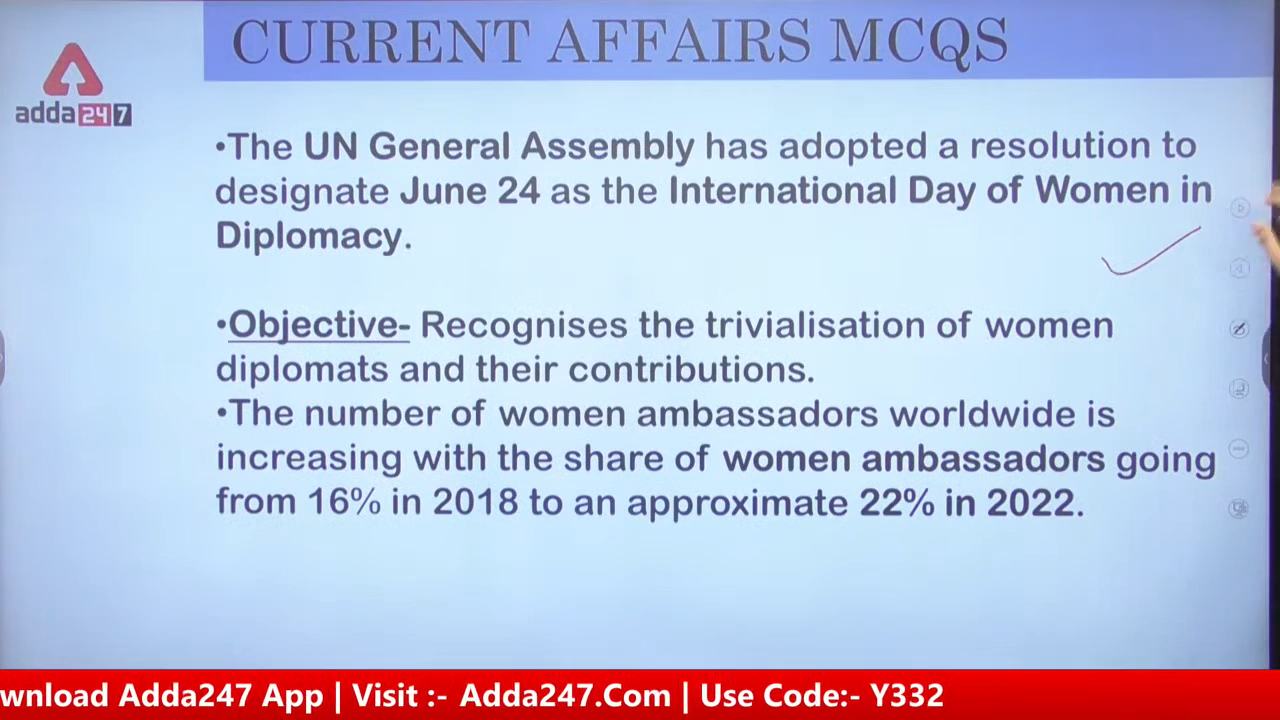 CURRENT AFFAIRS MCQS
adda247
•The UN General Assembly has adopted a resolution to
designate June 24 as the International Day of Women in
Diplomacy.
•Objective- Recognises the trivialisation of women
diplomats and their contributions.
•The number of women ambassadors worldwide is
increasing with the share of women ambassadors going
from 16% in 2018 to an approximate 22% in 2022.
wnload Adda247 App | Visit :- Adda247.Com | Use Code:- Y332